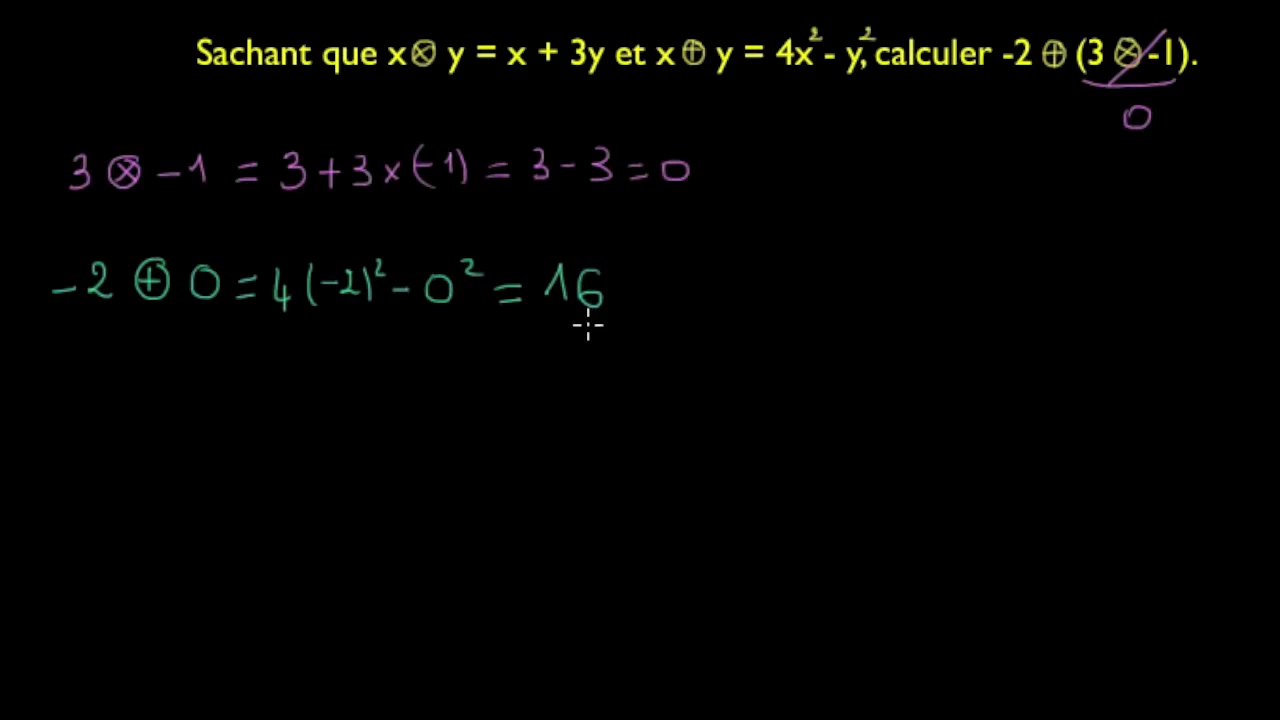 Sachant que x ⊗ y = x + 3y et x ⊕ y = 4x² - y², calculer -2 ⊕ (3 ⊗ -1).
0
3 ⊗ -1 = 3 + 3 × (-1) = 3 - 3 = 0
-2 ⊕ 0 = 4 (-2)² - 0² = 16